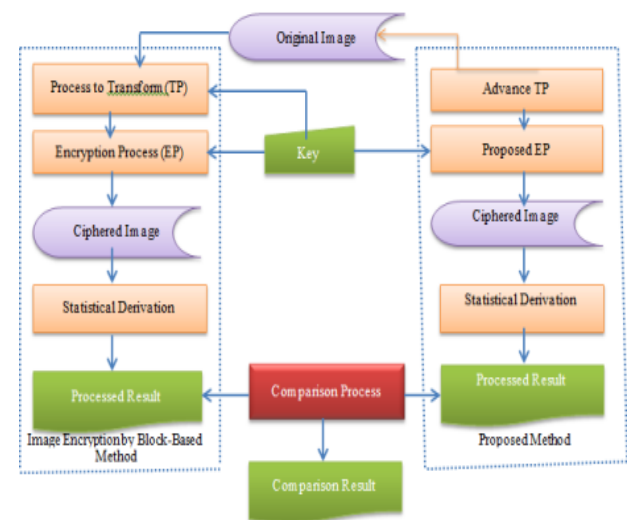 Original Image
Process to Transform (TP)
Encryption Process (EP)
Ciphered Image
Statistical Derivation
Processed Result
Image Encryption by Block-Based
Method
Key
Comparison Process
Comparison Result
Advance TP
Proposed EP
Ciphered Image
Statistical Derivation
Processed Result
Proposed Method